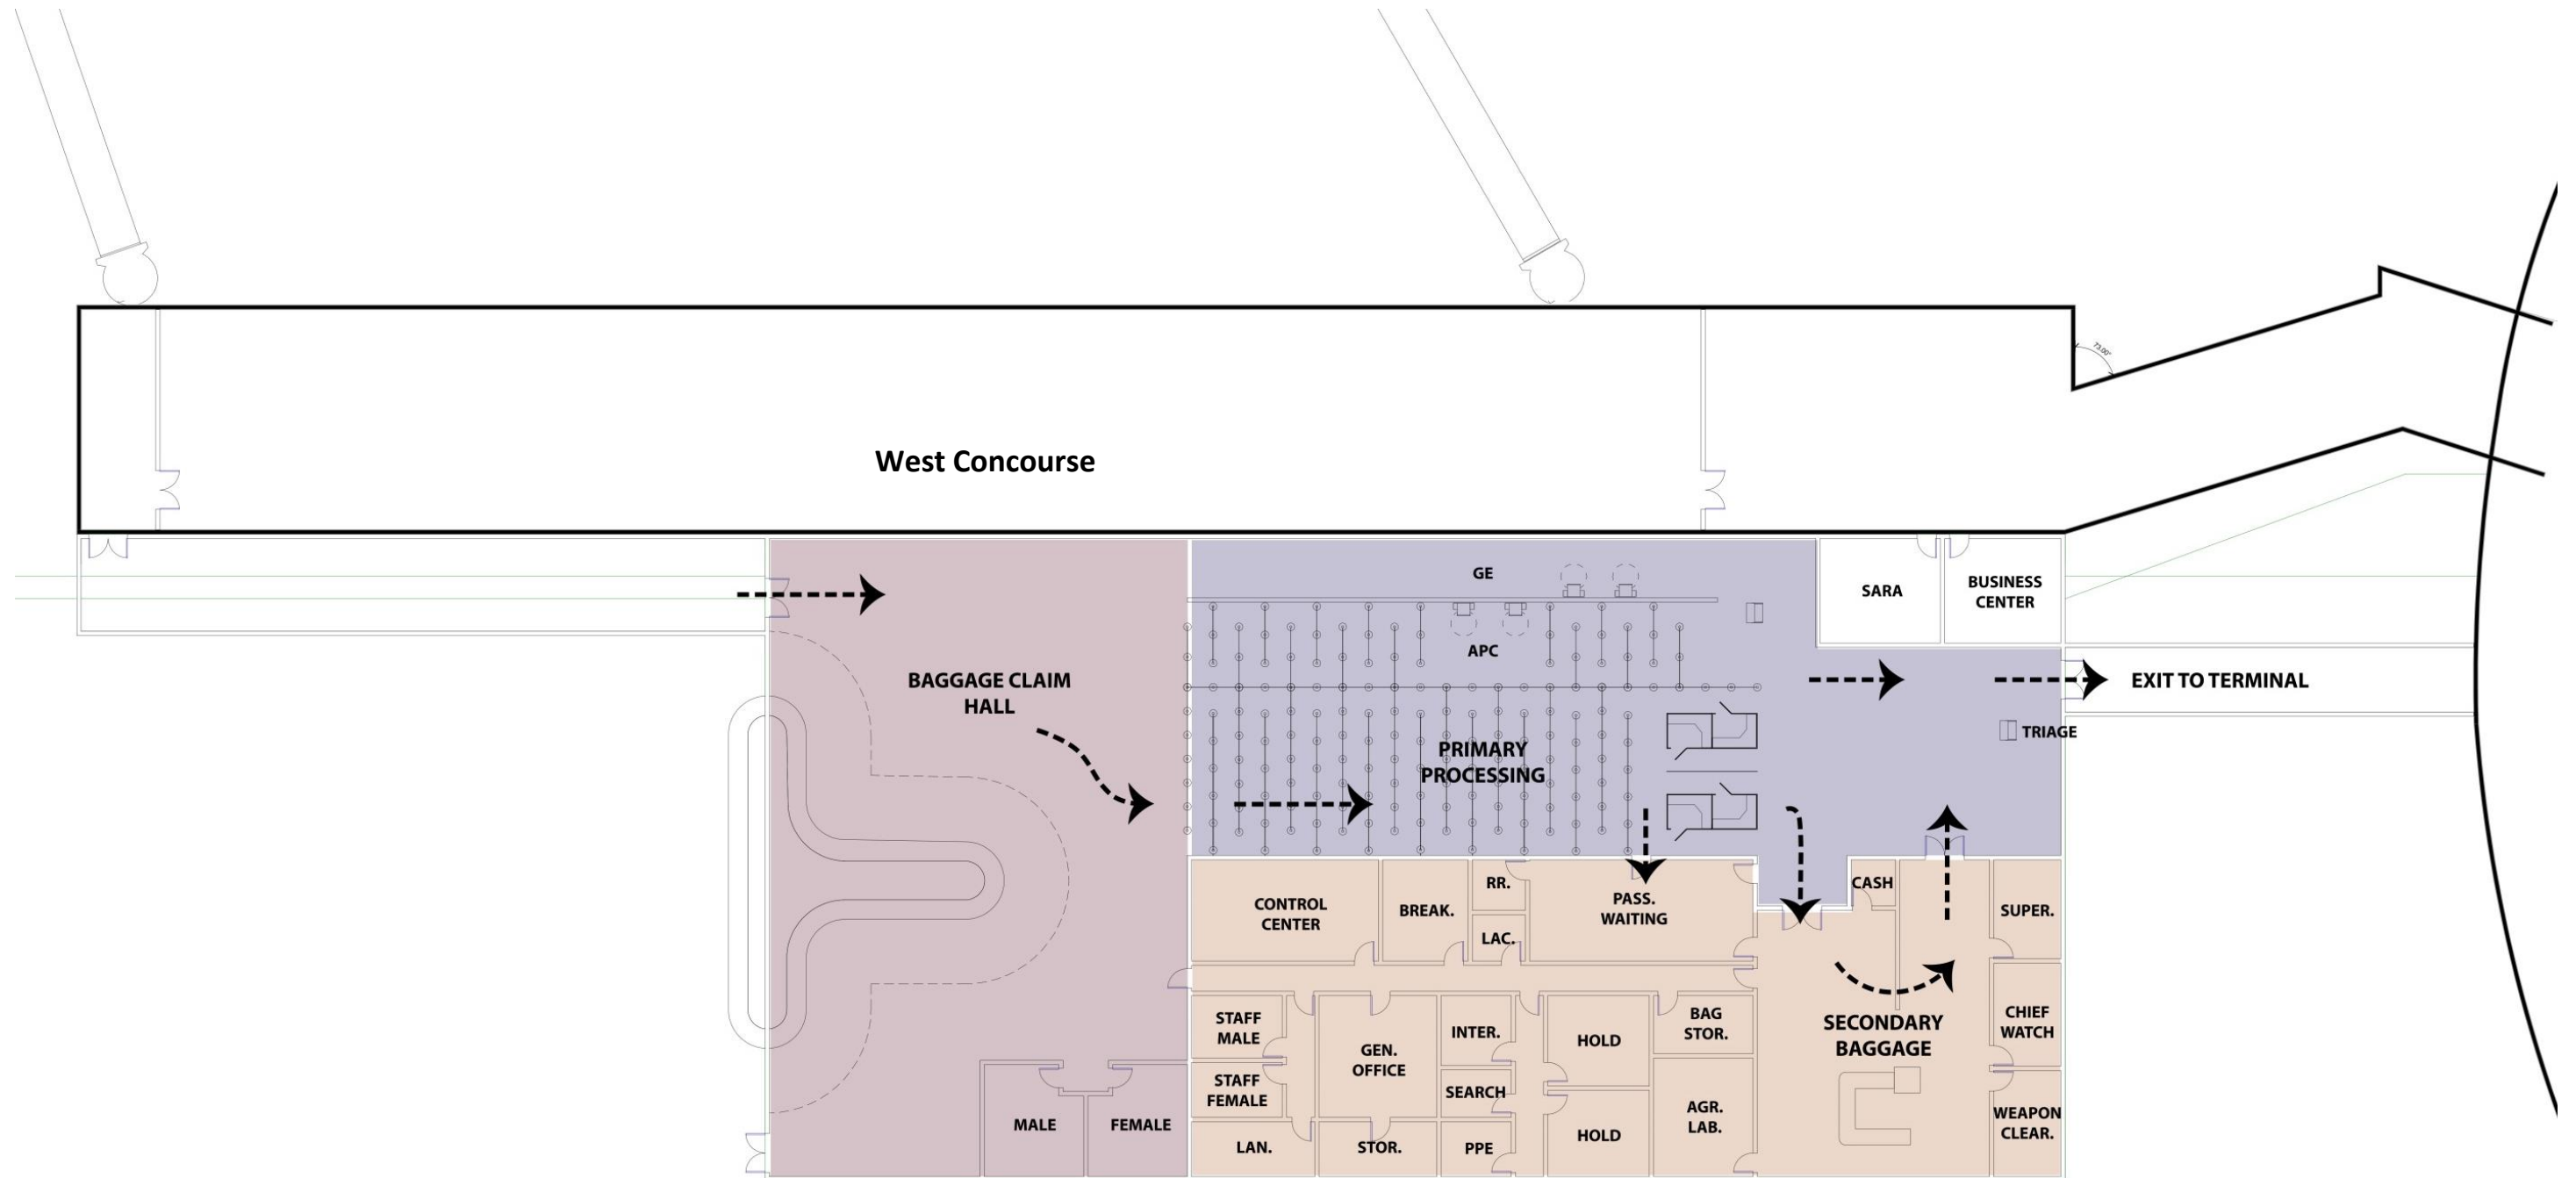 73.00°
West Concourse
GE
SARA
BUSINESS
CENTER
APC
BAGGAGE CLAIM
HALL
EXIT TO TERMINAL
TRIAGE
PRIMARY
PROCESSING
CONTROL
CENTER
BREAK.
RR.
LAC.
PASS.
WAITING
CASH
SUPER.
STAFF
MALE
GEN.
OFFICE
INTER.
HOLD
BAG
STOR.
SECONDARY
BAGGAGE
CHIEF
WATCH
STAFF
FEMALE
SEARCH
MALE
FEMALE
LAN.
STOR.
PPE
HOLD
AGR.
LAB.
WEAPON
CLEAR.